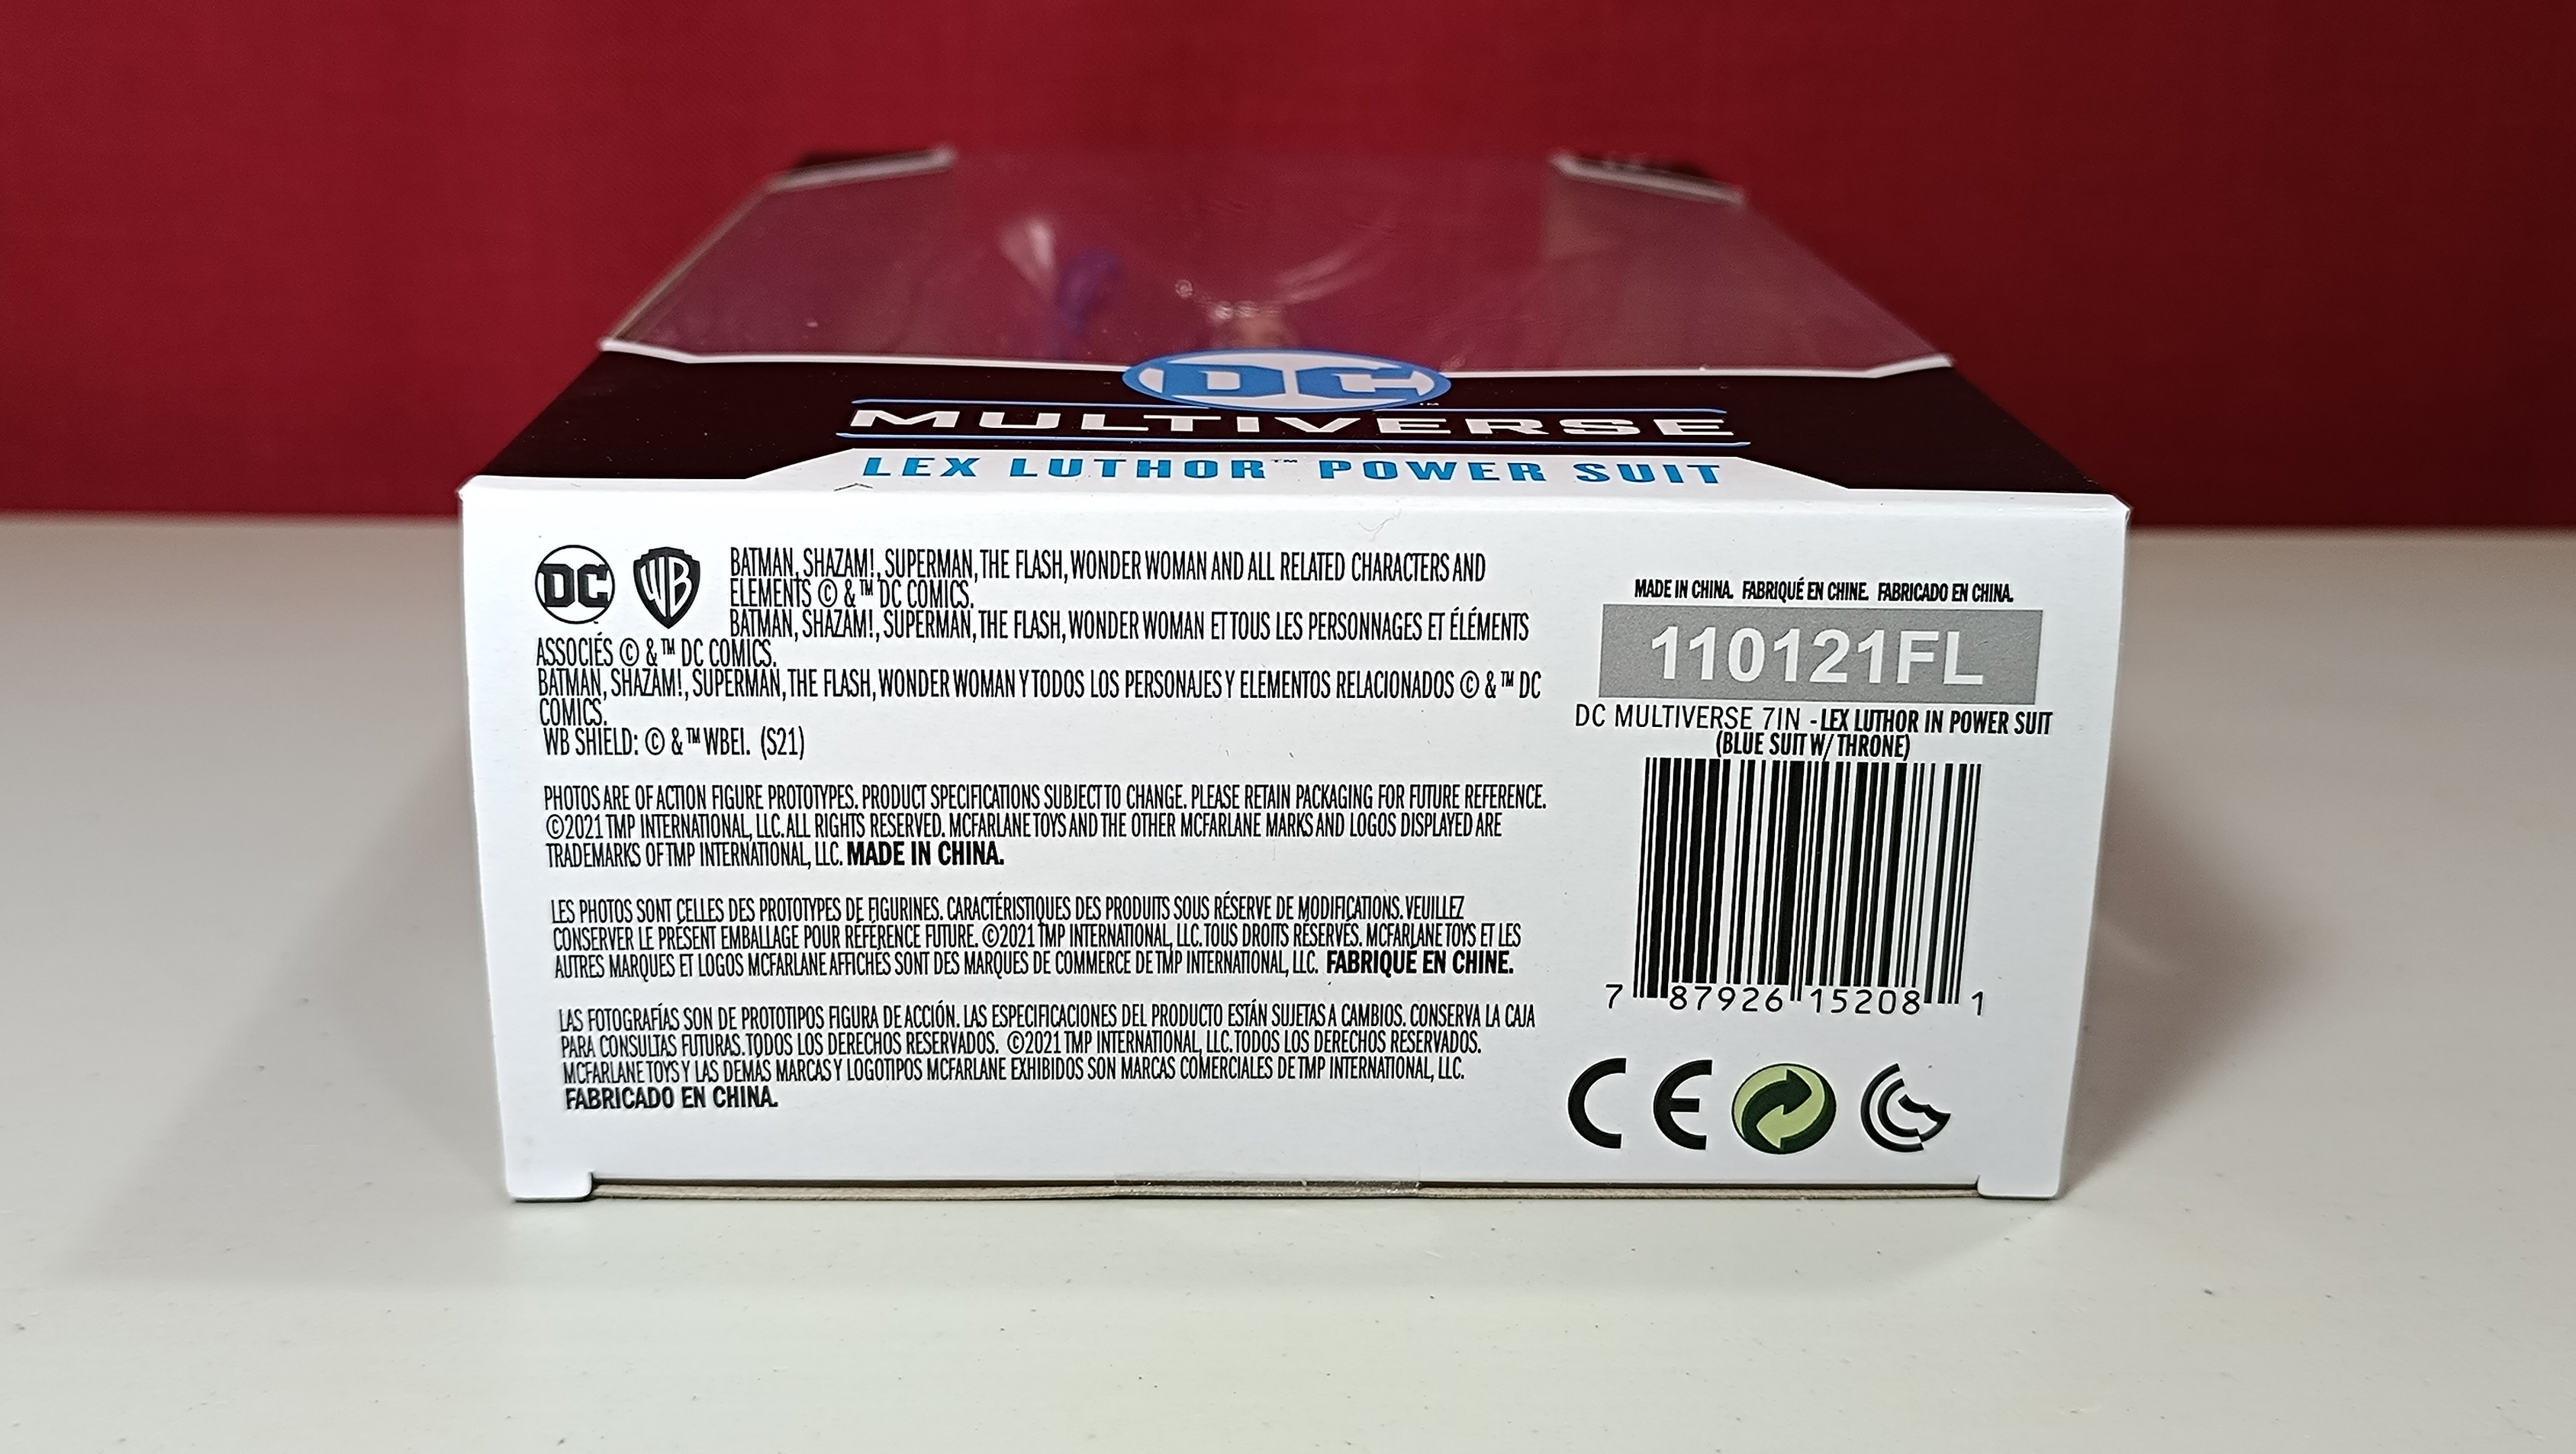 DC
MULTIVERSE
LEX LUTHOR™ POWER SUIT
DC WB
BATMAN, SHAZAM!, SUPERMAN, THE FLASH, WONDER WOMAN AND ALL RELATED CHARACTERS AND
ELEMENTS © & ™ DC COMICS.
BATMAN, SHAZAM!, SUPERMAN, THE FLASH, WONDER WOMAN ET TOUS LES PERSONNAGES ET ÉLÉMENTS
ASSOCIÉS © & ™ DC COMICS.
BATMAN, SHAZAM!, SUPERMAN, THE FLASH, WONDER WOMAN Y TODOS LOS PERSONAJES Y ELEMENTOS RELACIONADOS © & ™ DC
COMICS.
WB SHIELD: © & ™ WBEI. (S21)
PHOTOS ARE OF ACTION FIGURE PROTOTYPES. PRODUCT SPECIFICATIONS SUBJECT TO CHANGE. PLEASE RETAIN PACKAGING FOR FUTURE REFERENCE.
©2021 TMP INTERNATIONAL, LLC. ALL RIGHTS RESERVED. MCFARLANE TOYS AND THE OTHER MCFARLANE MARKS AND LOGOS DISPLAYED ARE
TRADEMARKS OF TMP INTERNATIONAL, LLC. MADE IN CHINA.
LES PHOTOS SONT CELLES DES PROTOTYPES DE FIGURINES. CARACTÉRISTIQUES DES PRODUITS SOUS RÉSERVE DE MODIFICATIONS. VEUILLEZ
CONSERVER LE PRÉSENT EMBALLAGE POUR RÉFÉRENCE FUTURE. ©2021 TMP INTERNATIONAL, LLC. TOUS DROITS RÉSERVÉS. MCFARLANE TOYS ET LES
AUTRES MARQUES ET LOGOS MCFARLANE AFFICHÉS SONT DES MARQUES DE COMMERCE DE TMP INTERNATIONAL, LLC. FABRIQUÉ EN CHINE.
LAS FOTOGRAFÍAS SON DE PROTOTIPOS FIGURA DE ACCIÓN. LAS ESPECIFICACIONES DEL PRODUCTO ESTÁN SUJETAS A CAMBIOS. CONSERVA LA CAJA
PARA CONSULTAS FUTURAS. TODOS LOS DERECHOS RESERVADOS. ©2021 TMP INTERNATIONAL, LLC. TODOS LOS DERECHOS RESERVADOS.
MCFARLANE TOYS Y LAS DEMÁS MARCAS Y LOGOTIPOS MCFARLANE EXHIBIDOS SON MARCAS COMERCIALES DE TMP INTERNATIONAL, LLC.
FABRICADO EN CHINA.
MADE IN CHINA. FABRIQUÉ EN CHINE. FABRICADO EN CHINA.
110121FL
DC MULTIVERSE 7IN - LEX LUTHOR IN POWER SUIT
(BLUE SUIT W/ THRONE)
7 87926 15208 1
CE